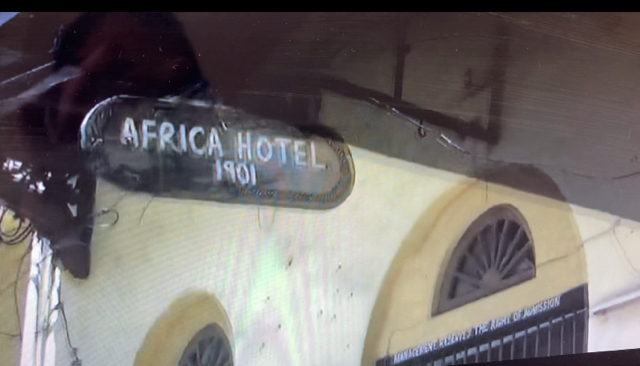 AFRICA HOTEL
1901
MANAGEMENT RESERVES THE RIGHT OF ADMISSION